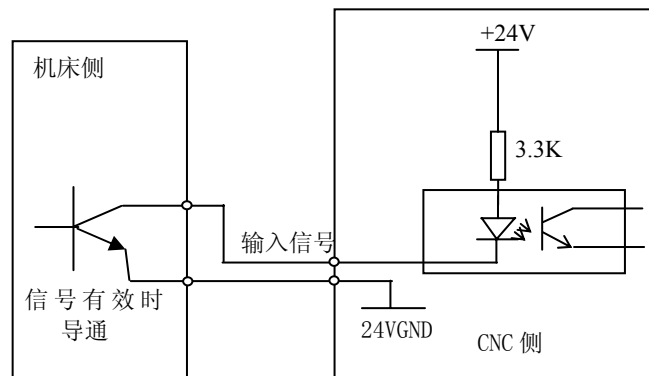 +24V
机床侧
3.3K
输入信号
信号有效时
导通
24VGND
CNC 侧